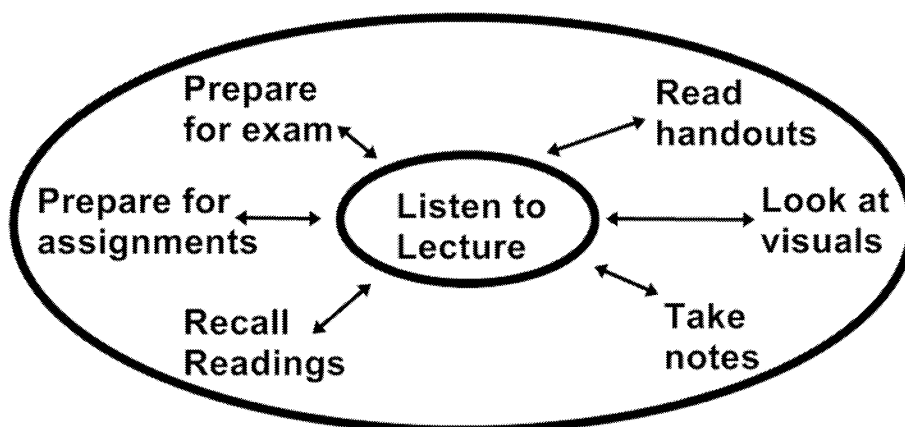 Prepare
for exam
Read
handouts
Prepare for
assignments
Listen to
Lecture
Look at
visuals
Recall
Readings
Take
notes